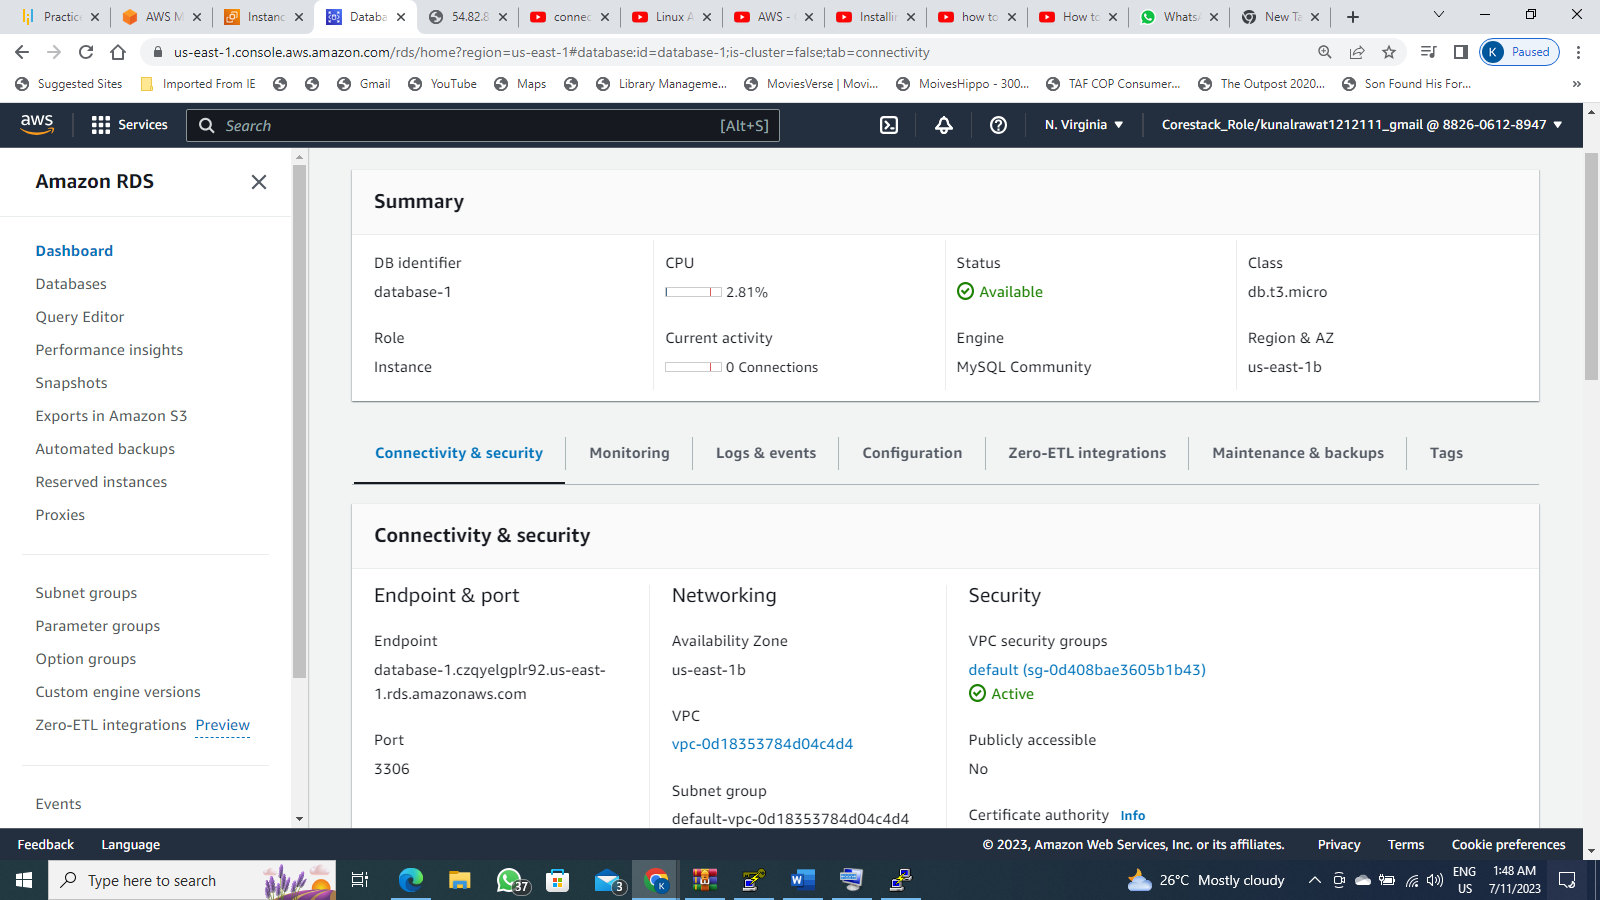 Practice
AWS M
Instanc
Databa
54.82.8
connec
Linux A
AWS -
Installin
how to
How to
Whats
New Ta
us-east-1.console.aws.amazon.com/rds/home?region=us-east-1#database:id=database-1;is-cluster=false;tab=connectivity
K Paused
Suggested Sites
Imported From IE
Gmail
YouTube
Maps
Library Manageme...
MoviesVerse | Movi...
MoivesHippo - 300...
TAF COP Consumer...
The Outpost 2020...
Son Found His For...
»
aws
Services
Search [Alt+S]
N. Virginia
Corestack_Role/kunalrawat1212111_gmail @ 8826-0612-8947
Amazon RDS
Dashboard
Databases
Query Editor
Performance insights
Snapshots
Exports in Amazon S3
Automated backups
Reserved instances
Proxies
Subnet groups
Parameter groups
Option groups
Custom engine versions
Zero-ETL integrations Preview
Events
Summary
DB identifier
database-1
CPU
2.81%
Status
Available
Class
db.t3.micro
Role
Instance
Current activity
0 Connections
Engine
MySQL Community
Region & AZ
us-east-1b
Connectivity & security
Monitoring
Logs & events
Configuration
Zero-ETL integrations
Maintenance & backups
Tags
Connectivity & security
Endpoint & port
Endpoint
database-1.czqyelgplr92.us-east-
1.rds.amazonaws.com
Port
3306
Networking
Availability Zone
us-east-1b
VPC
vpc-0d18353784d04c4d4
Subnet group
default-vpc-0d18353784d04c4d4
Security
VPC security groups
default (sg-0d408bae3605b1b43)
Active
Publicly accessible
No
Certificate authority Info
Feedback
Language
© 2023, Amazon Web Services, Inc. or its affiliates.
Privacy
Terms
Cookie preferences
Type here to search
37
3
26°C Mostly cloudy
ENG
US
1:48 AM
7/11/2023